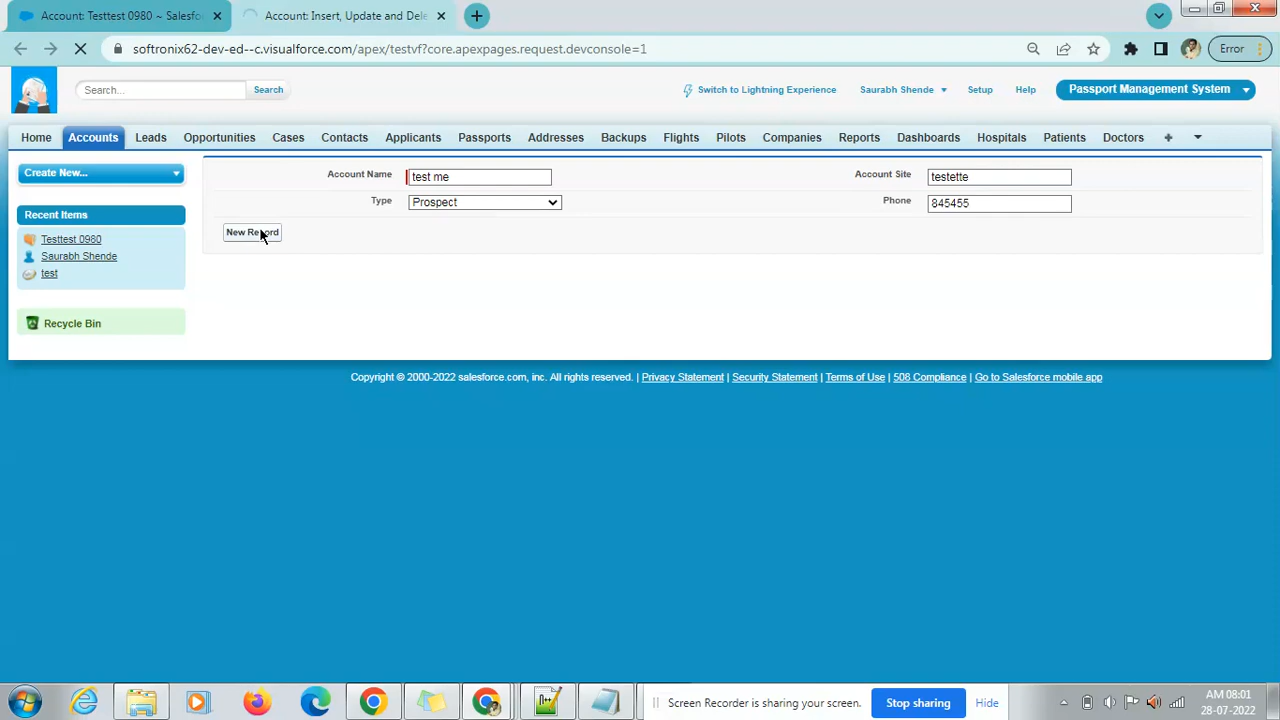 Account: Testtest 0980 ~ Salesfo
Account: Insert, Update and Dele
softronix62-dev-ed--c.visualforce.com/apex/testvf?core.apexpages.request.devconsole=1
Error
Search...
Search
Switch to Lightning Experience
Saurabh Shende
Setup
Help
Passport Management System
Home
Accounts
Leads
Opportunities
Cases
Contacts
Applicants
Passports
Addresses
Backups
Flights
Pilots
Companies
Reports
Dashboards
Hospitals
Patients
Doctors
Create New...
Recent Items
Testtest 0980
Saurabh Shende
test
Recycle Bin
Account Name
test me
Account Site
testette
Type
Prospect
Phone
845455
New Record
Copyright © 2000-2022 salesforce.com, inc. All rights reserved. | Privacy Statement | Security Statement | Terms of Use | 508 Compliance | Go to Salesforce mobile app
Screen Recorder is sharing your screen.
Stop sharing
Hide
AM 08:01
28-07-2022